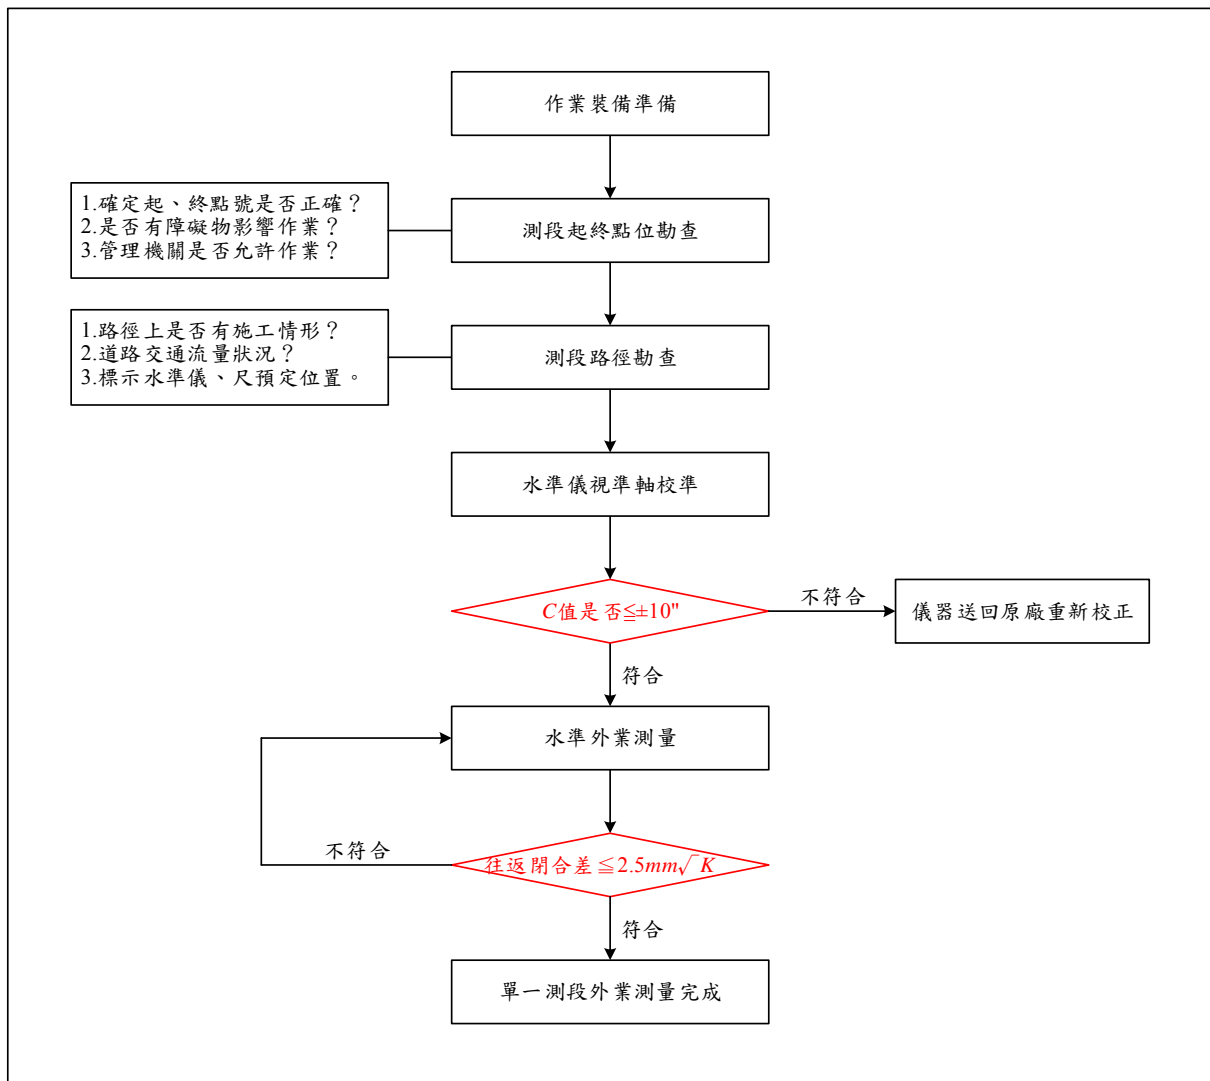 作業裝備準備
1.確定起、終點號是否正確？
2.是否有障礙物影響作業？
3.管理機關是否允許作業？
測段起終點位勘查
1.路徑上是否有施工情形？
2.道路交通流量狀況？
3.標示水準儀、尺預定位置。
測段路徑勘查
水準儀視準軸校準
C值是否≦±10"
不符合
儀器送回原廠重新校正
符合
水準外業測量
不符合
往返閉合差≦2.5mm√K
符合
單一測段外業測量完成